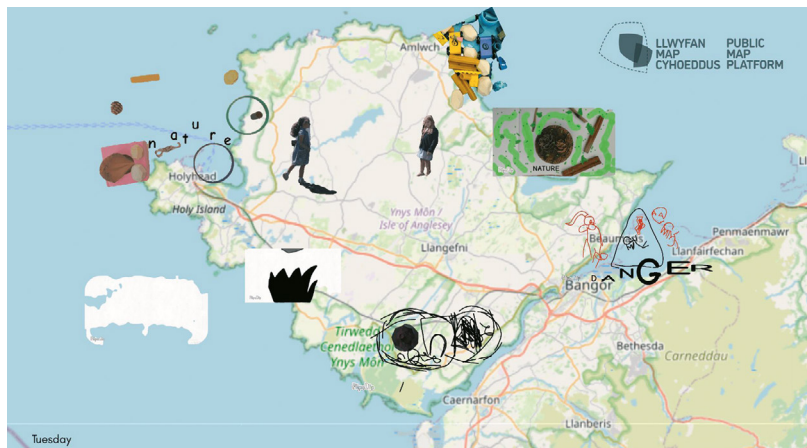 LLWYFAN
MAP
CYHOEDDUS
PUBLIC
MAP
PLATFORM
Amlwch
nature
Holyhead
Holy Island
NATURE
Ynys Môn /
Isle of Anglesey
Llangefni
Beaumaris
Penmaenmawr
Llanfairfechan
DANGER
Bangor
Tirwedd
Cenedlaethol
Ynys Môn
Bethesda
Carneddau
Caernarfon
Llanberis
Tuesday